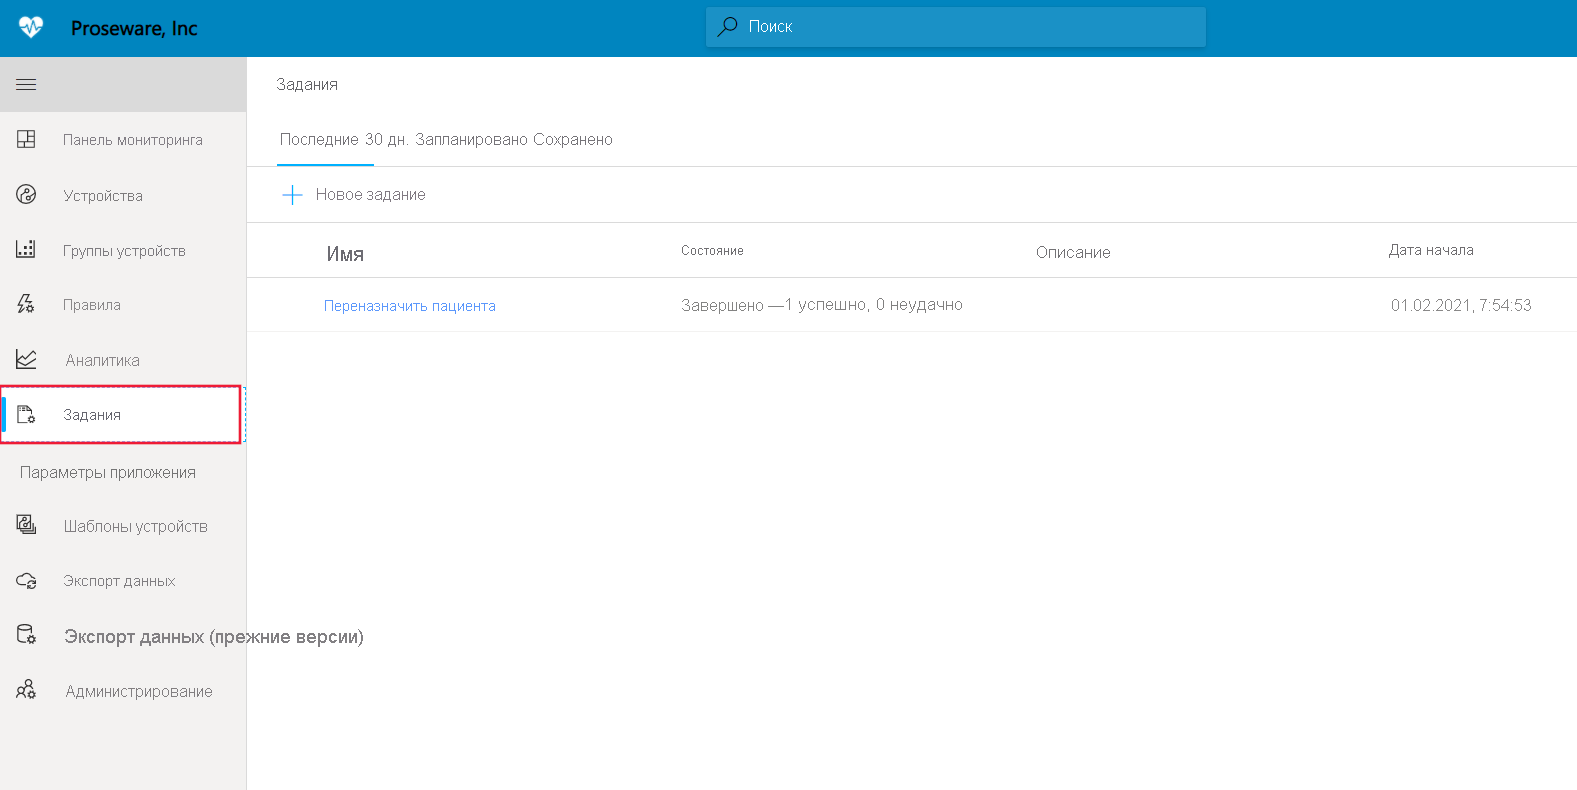 Proseware, Inc
Поиск
Задания
Последние 30 дн. Запланировано Сохранено
Новое задание
Имя Состояние Описание Дата начала
Переназначить пациента Завершено —1 успешно, 0 неудачно 01.02.2021, 7:54:53
Панель мониторинга
Устройства
Группы устройств
Правила
Аналитика
Задания
Параметры приложения
Шаблоны устройств
Экспорт данных
Экспорт данных (прежние версии)
Администрирование